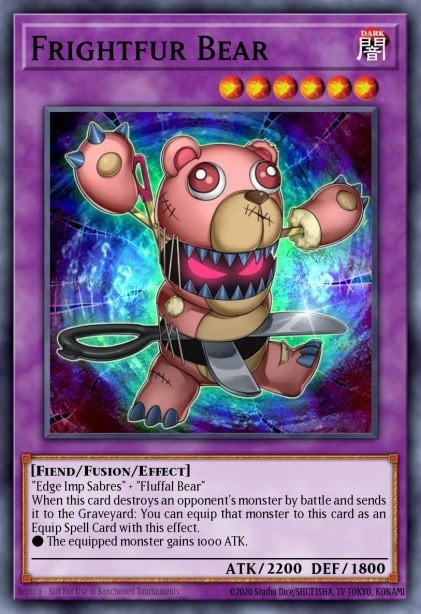 Frightfur Bear
DARK
闇
[Fiend/Fusion/Effect]
"Edge Imp Sabres" + "Fluffal Bear"
When this card destroys an opponent's monster by battle and sends
it to the Graveyard: You can equip that monster to this card as an
Equip Spell Card with this effect.
● The equipped monster gains 1000 ATK.
ATK/2200 DEF/1800
Replica - Not For Use in Sanctioned Tournaments
©2020 Studio Dice/SHUEISHA, TV TOKYO, KONAMI